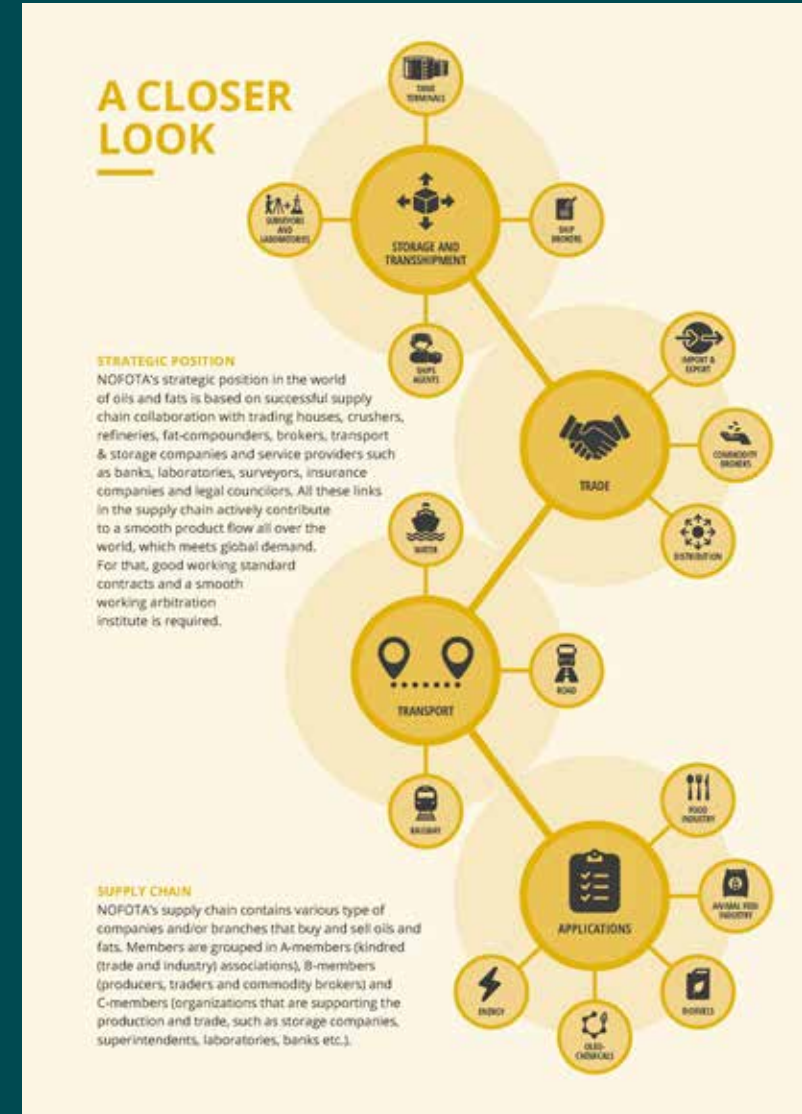 A CLOSER
LOOK
TANK
TERMINALS
SURVEYORS
AND
LABORATORIES
STORAGE AND
TRANSSHIPMENT
SHIP
BROKERS
SHIPS
AGENTS
STRATEGIC POSITION
NOFOTA's strategic position in the world
of oils and fats is based on successful supply
chain collaboration with trading houses, crushers,
refineries, fat-compounders, brokers, transport
& storage companies and service providers such
as banks, laboratories, surveyors, insurance
companies and legal councilors. All these links
in the supply chain actively contribute
to a smooth product flow all over the
world, which meets global demand.
For that, good working standard
contracts and a smooth
working arbitration
institute is required.
IMPORT &
EXPORT
COMMODITY
BROKERS
TRADE
DISTRIBUTION
WATER
ROAD
TRANSPORT
RAILWAY
FOOD
INDUSTRY
ANIMAL FEED
INDUSTRY
APPLICATIONS
ENERGY
OLEO-
CHEMICALS
BIOFUELS
SUPPLY CHAIN
NOFOTA's supply chain contains various type of
companies and/or branches that buy and sell oils and
fats. Members are grouped in A-members (kindred
(trade and industry) associations), B-members
(producers, traders and commodity brokers) and
C-members (organizations that are supporting the
production and trade, such as storage companies,
superintendents, laboratories, banks etc.).